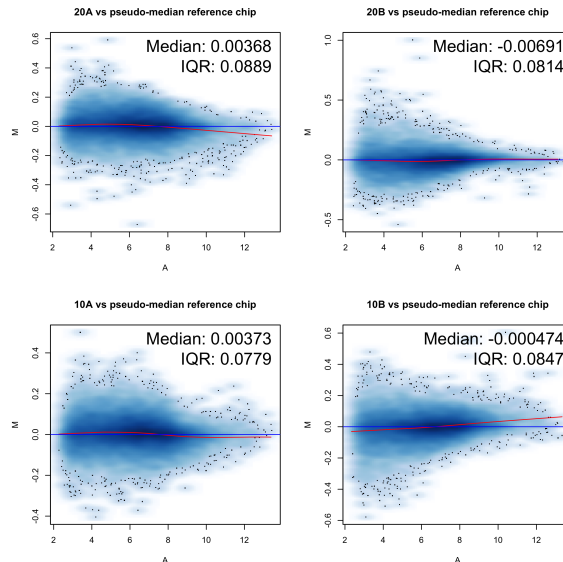 20A vs pseudo-median reference chip
Median: 0.00368
IQR: 0.0889
0.6
0.4
0.2
0.0
-0.2
-0.4
-0.6
M
2 4 6 8 10 12
A
20B vs pseudo-median reference chip
Median: -0.00691
IQR: 0.0814
1.0
0.5
0.0
-0.5
M
2 4 6 8 10 12
A
10A vs pseudo-median reference chip
Median: 0.00373
IQR: 0.0779
0.4
0.2
0.0
-0.2
-0.4
M
2 4 6 8 10 12
A
10B vs pseudo-median reference chip
Median: -0.000474
IQR: 0.0847
0.6
0.4
0.2
0.0
-0.2
-0.4
-0.6
M
2 4 6 8 10 12
A